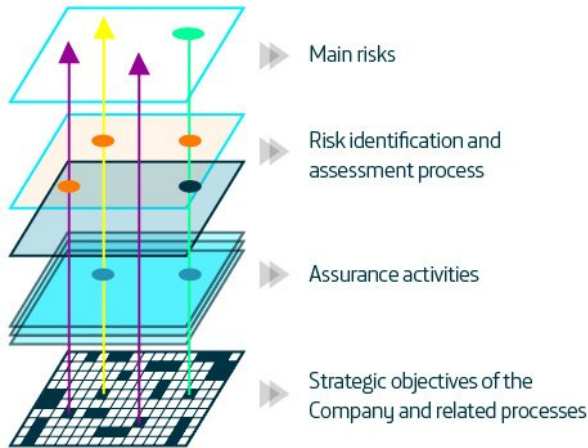 Main risks
Risk identification and
assessment process
Assurance activities
Strategic objectives of the
Company and related processes